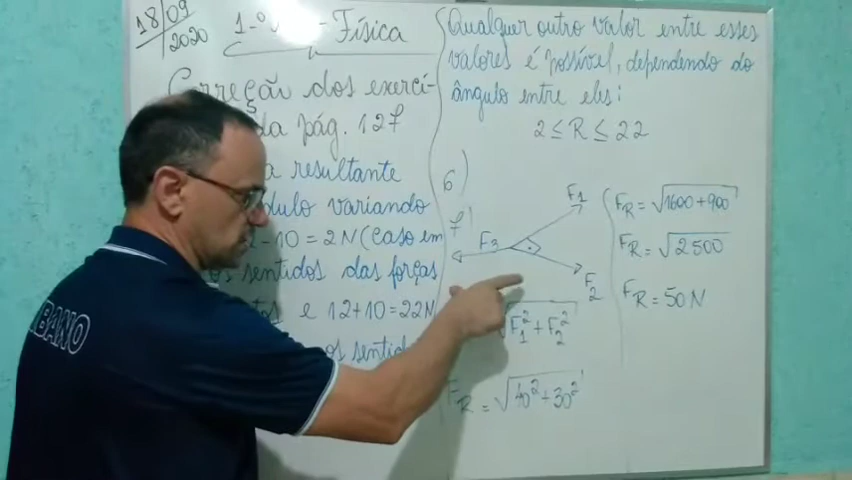 18/09
2020
1-º - Física
Correção dos exercí-
da pág. 127
resultante
dulo variando
-10 = 2N (caso em
sentidos das forças
e 12+10=22N
os sentid
Qualquer outro valor entre esses
valores é possível, dependendo do
ângulo entre eles:
2 ≤ R ≤ 22
6)
F1
F3
F2
√F1² + F2²
FR = √40²+30²
FR = √1600+900
FR = √2500
FR = 50N
BANO